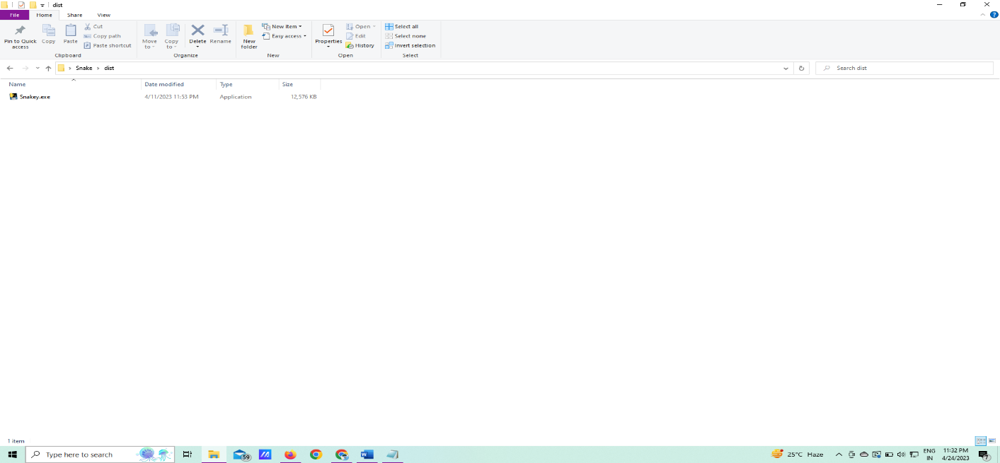 dist
File Home Share View
Pin to Quick access
Copy
Paste
Cut
Copy path
Paste shortcut
Clipboard
Move to
Copy to
Delete
Rename
Organize
New folder
New item
Easy access
New
Properties
Open
Edit
History
Open
Select all
Select none
Invert selection
Select
Snake > dist
Search dist
Name Date modified Type Size
Snakey.exe 4/11/2023 11:53 PM Application 12,576 KB
1 item
Type here to search
59
25°C Haze
ENG
IN
11:32 PM
4/24/2023
7